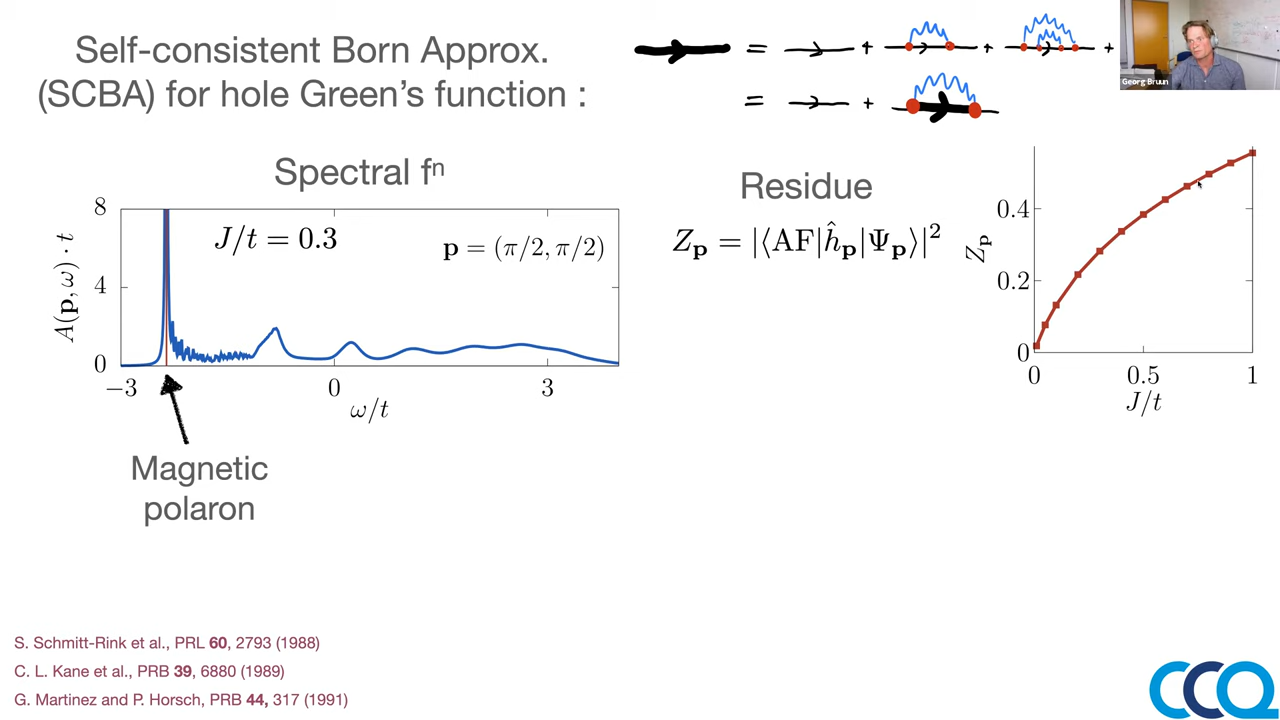 Self-consistent Born Approx.
(SCBA) for hole Green's function :
= + + +
= +
Georg Bruun
Spectral fⁿ
8
4
0
A(p, ω) · t
J/t = 0.3
p = (π/2, π/2)
−3
0
3
ω/t
Magnetic
polaron
Residue
Z_p = |⟨AF|ĥ_p|Ψ_p⟩|²
Z_p
0.4
0.2
0
0
0.5
1
J/t
S. Schmitt-Rink et al., PRL 60, 2793 (1988)
C. L. Kane et al., PRB 39, 6880 (1989)
G. Martinez and P. Horsch, PRB 44, 317 (1991)
CCQ